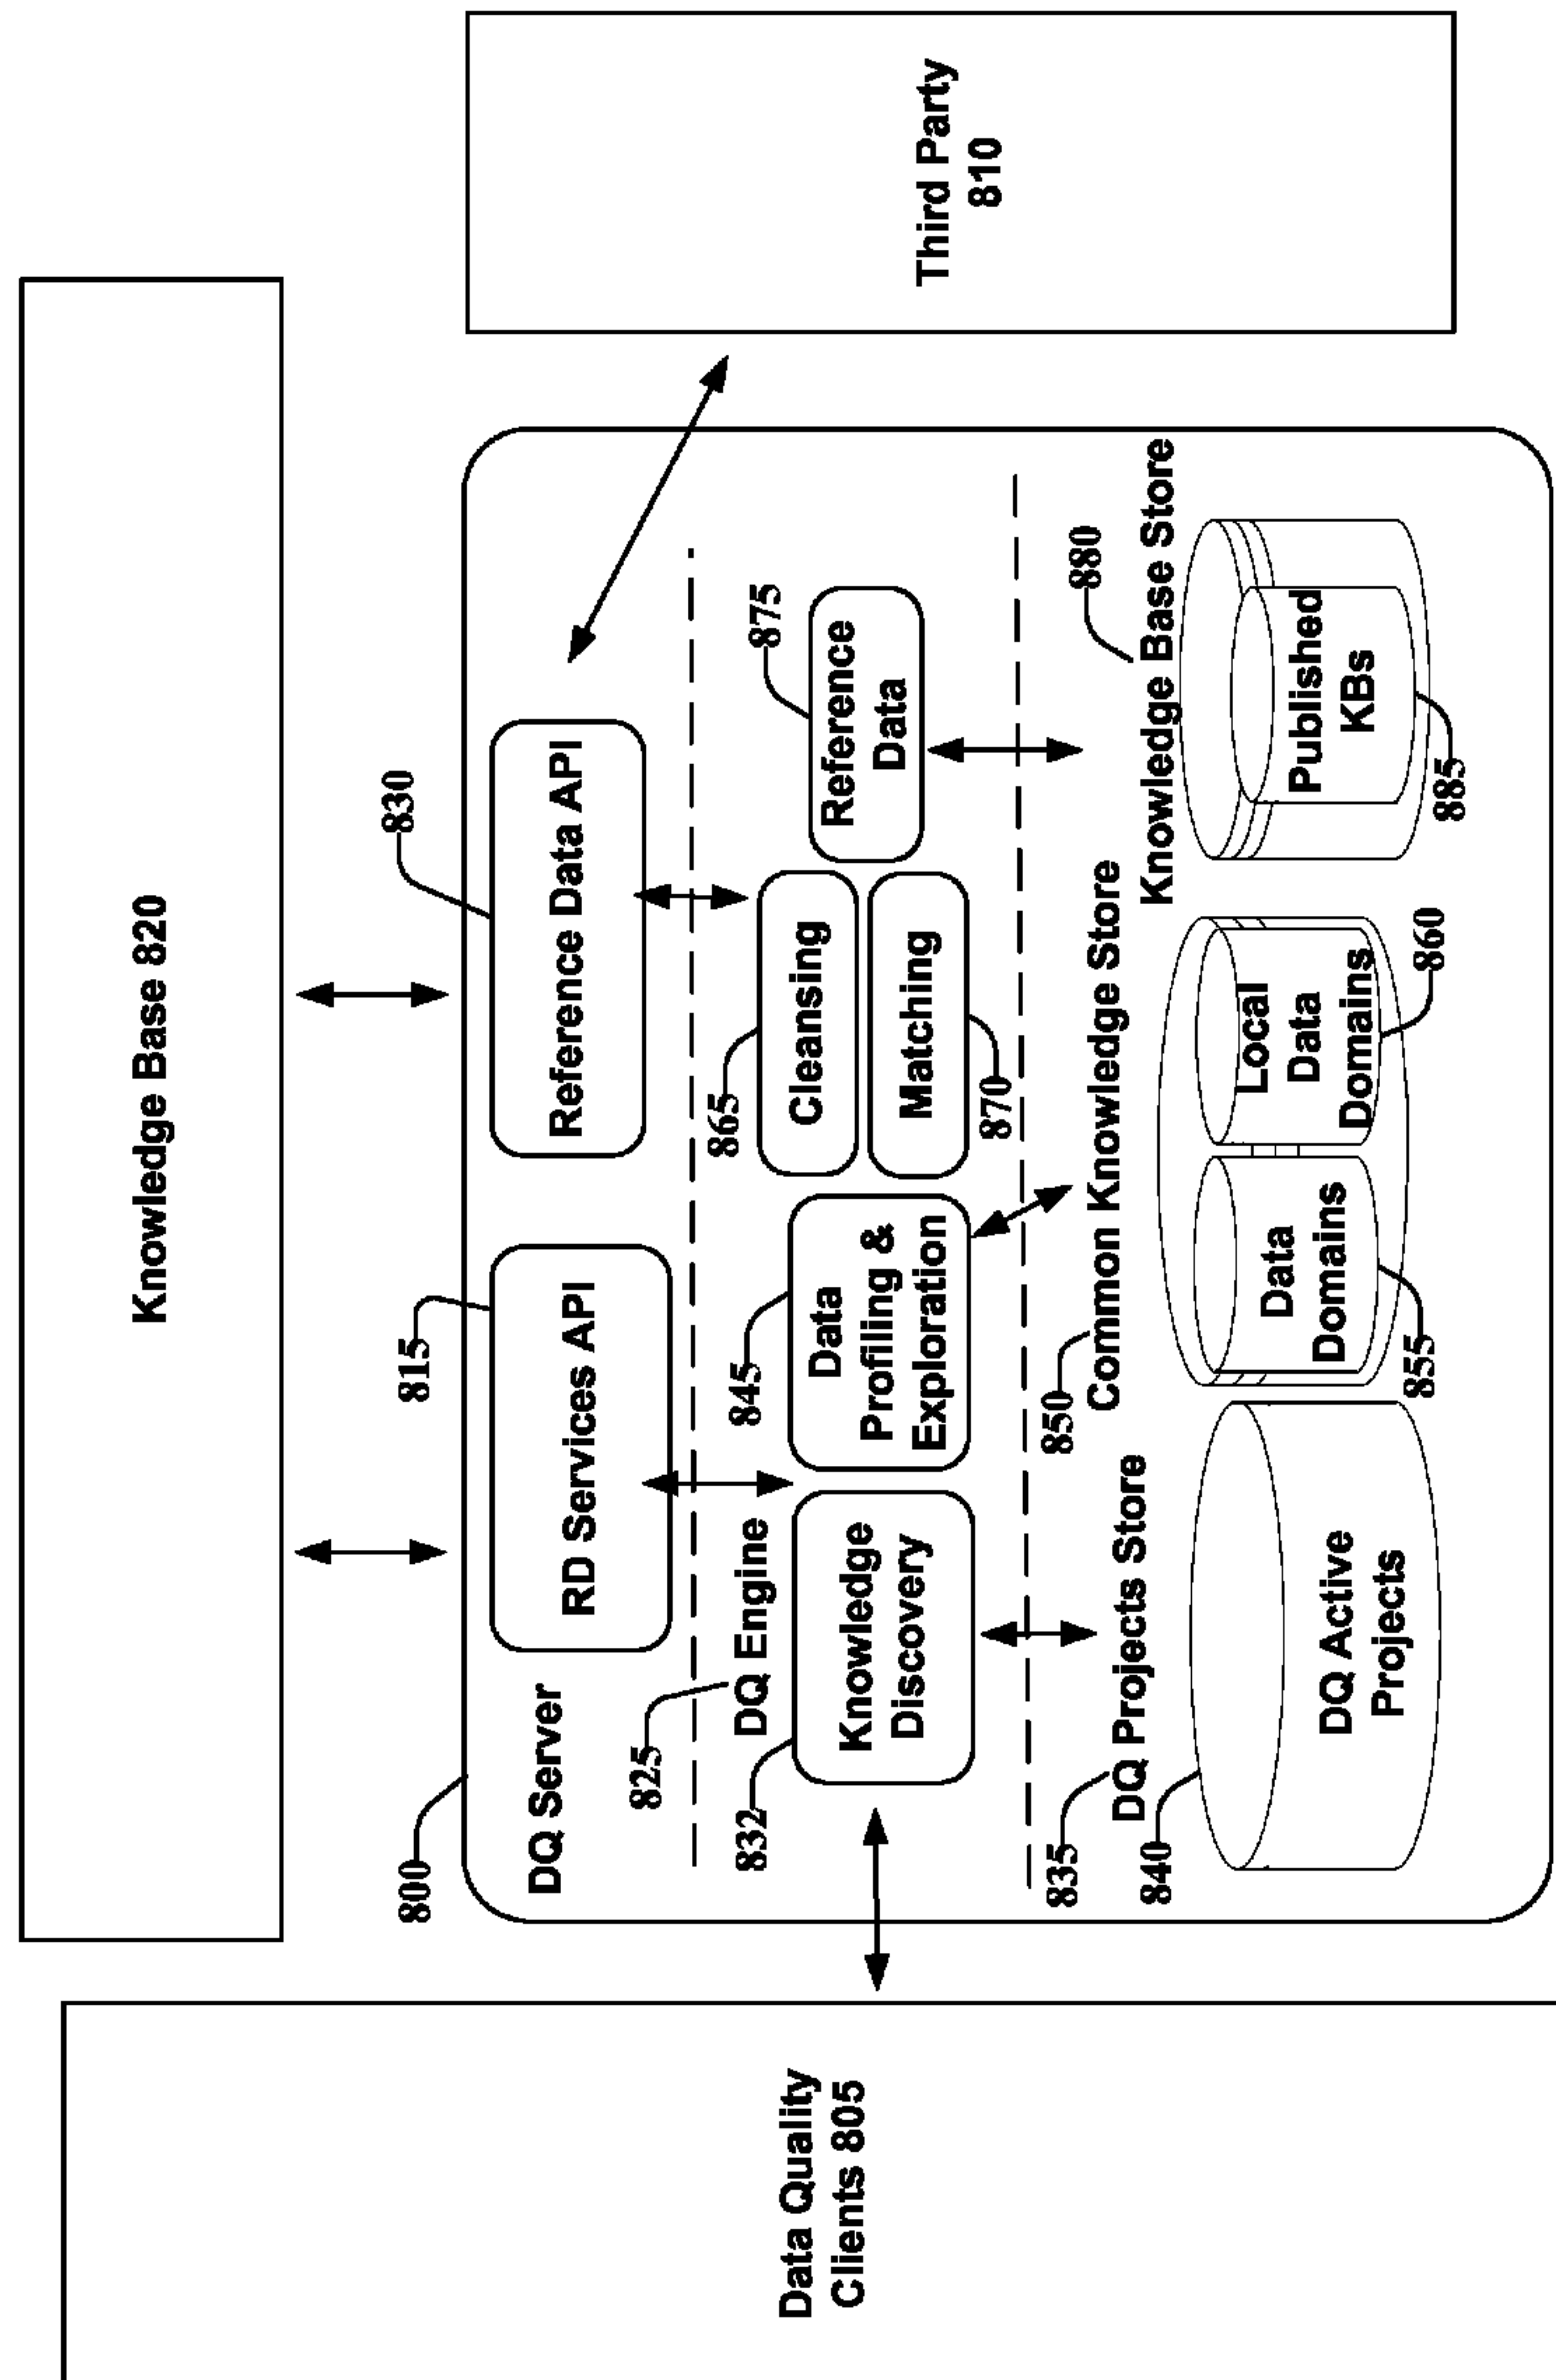 Knowledge Base 820
Data Quality
Clients 805
Third Party
810
800
DQ Server
815
RD Services API
830
Reference Data API
825
DQ Engine
832
Knowledge
Discovery
845
Data
Profiling &
Exploration
865
Cleansing
Matching
870
875
Reference
Data
835
DQ Projects Store
840
DQ Active
Projects
850
Common Knowledge Store
Data
Domains
855
Local
Data
Domains
860
880
Knowledge Base Store
Published
KBs
885